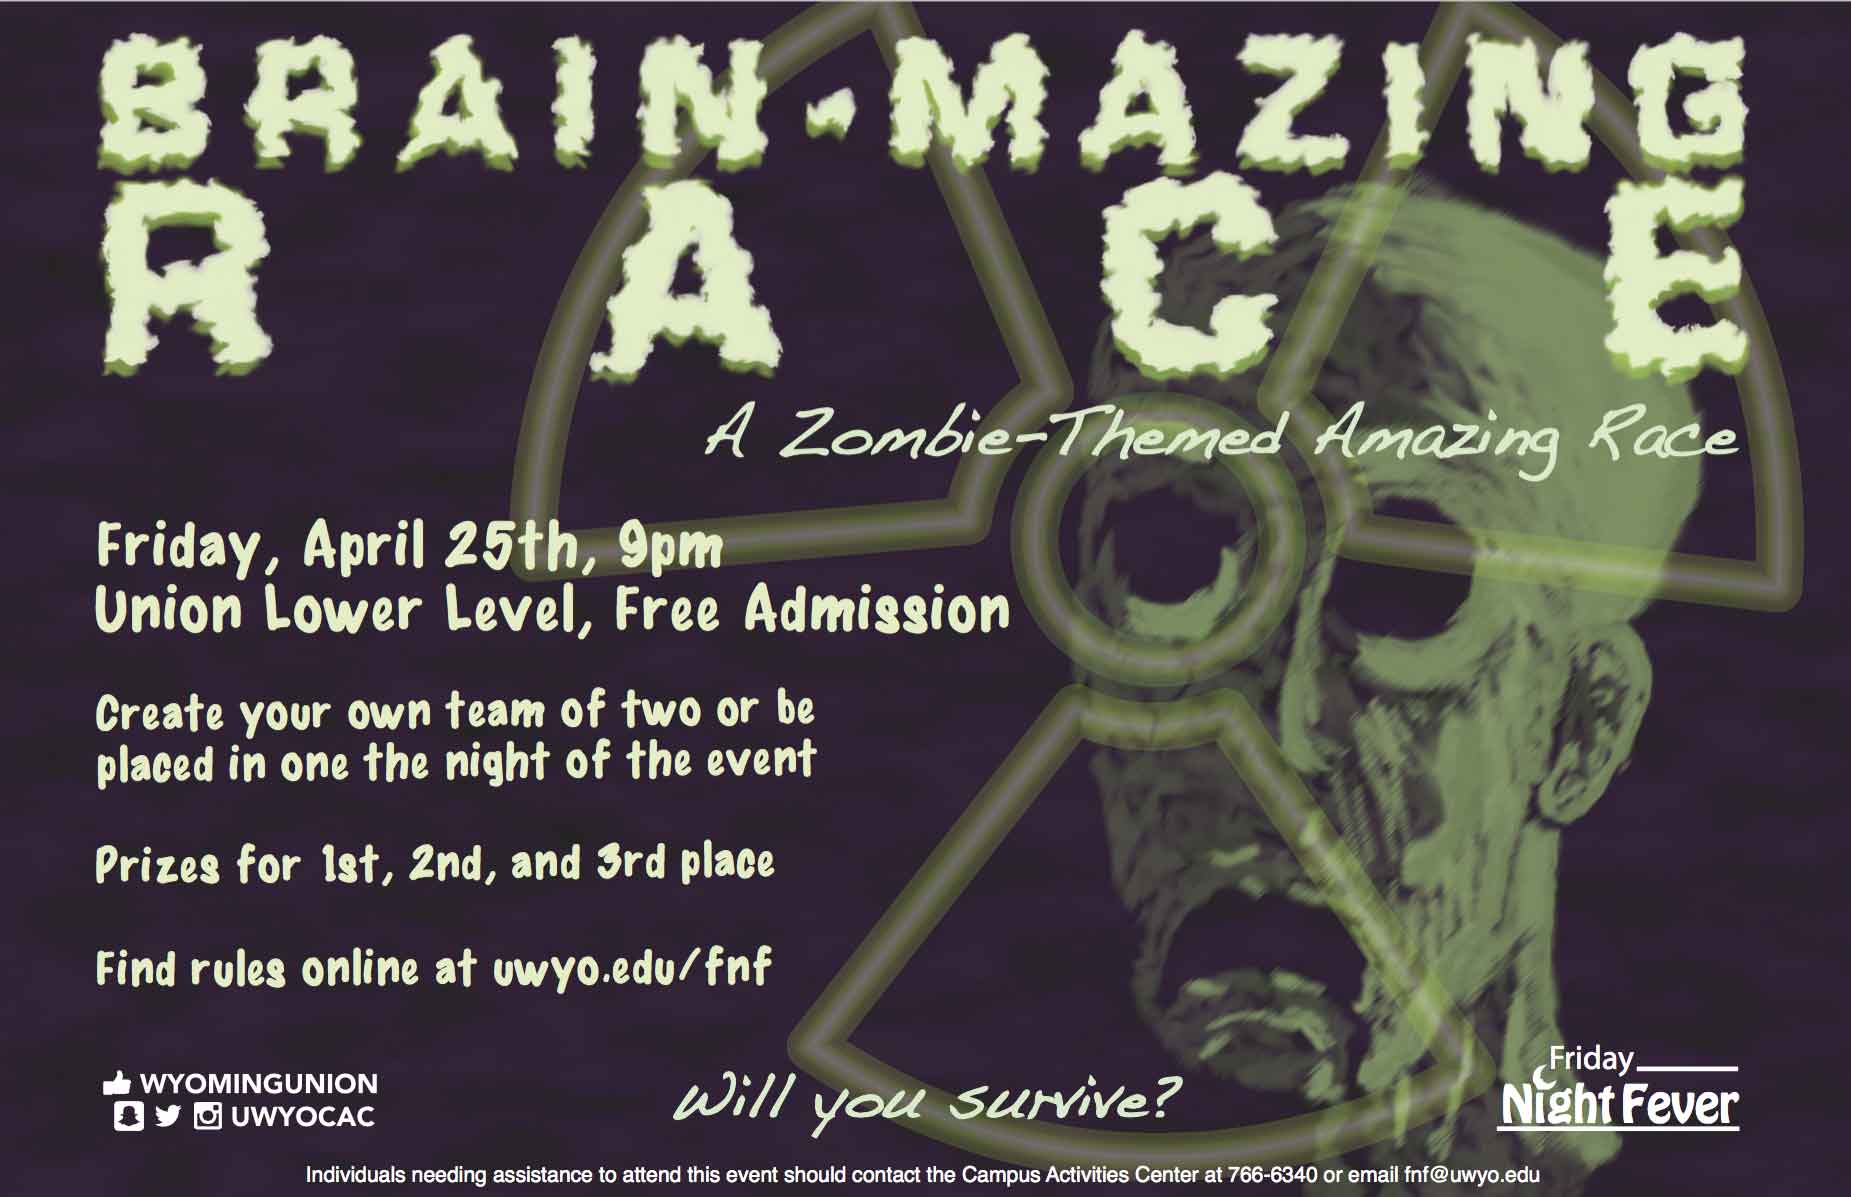 BRAIN-MAZING
RACE
A Zombie-Themed Amazing Race
Friday, April 25th, 9pm
Union Lower Level, Free Admission
Create your own team of two or be
placed in one the night of the event
Prizes for 1st, 2nd, and 3rd place
Find rules online at uwyo.edu/fnf
WYOMINGUNION
UWYOCAC
Will you survive?
Friday
Night Fever
Individuals needing assistance to attend this event should contact the Campus Activities Center at 766-6340 or email fnf@uwyo.edu